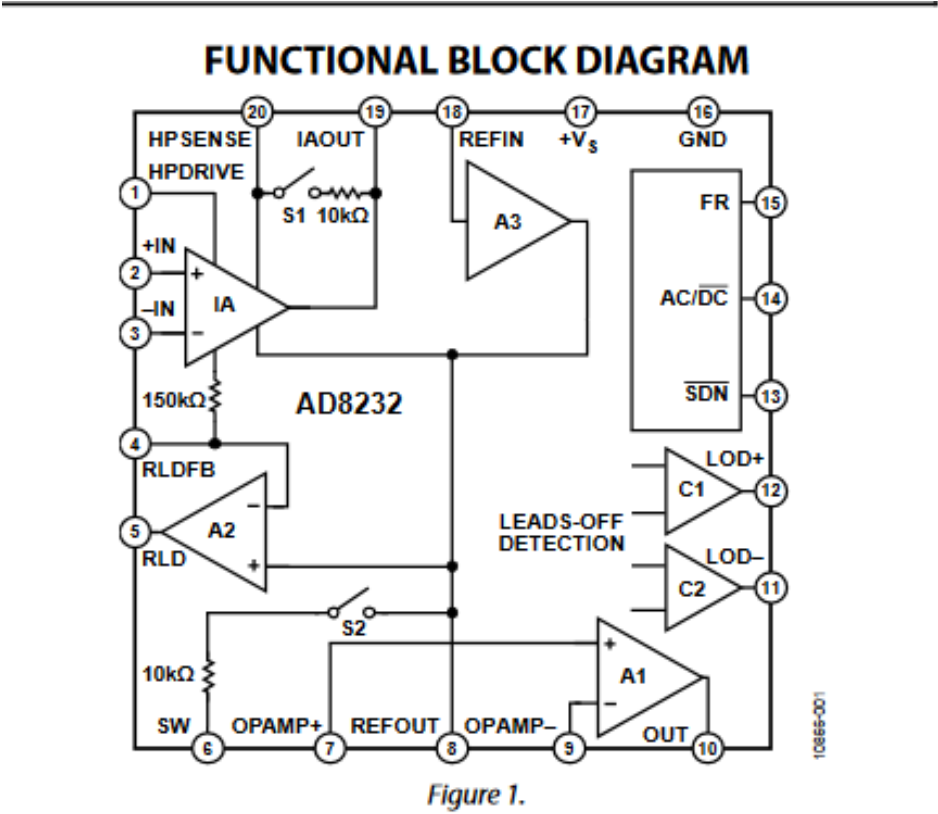 FUNCTIONAL BLOCK DIAGRAM
20 19 18 17 16
HPSENSE IAOUT REFIN +VS GND
HPDRIVE
1
S1 10kΩ
A3
FR 15
+IN
2
+
IA
–IN
3
–
AC/D̅C̅ 14
150kΩ
AD8232
S̅D̅N̅ 13
4
RLDFB
LOD+
C1 12
–
5
A2
RLD
+
LEADS-OFF
DETECTION
LOD–
C2 11
S2
10kΩ
+
A1
–
SW OPAMP+ REFOUT OPAMP– OUT
6 7 8 9 10
10866-001
Figure 1.